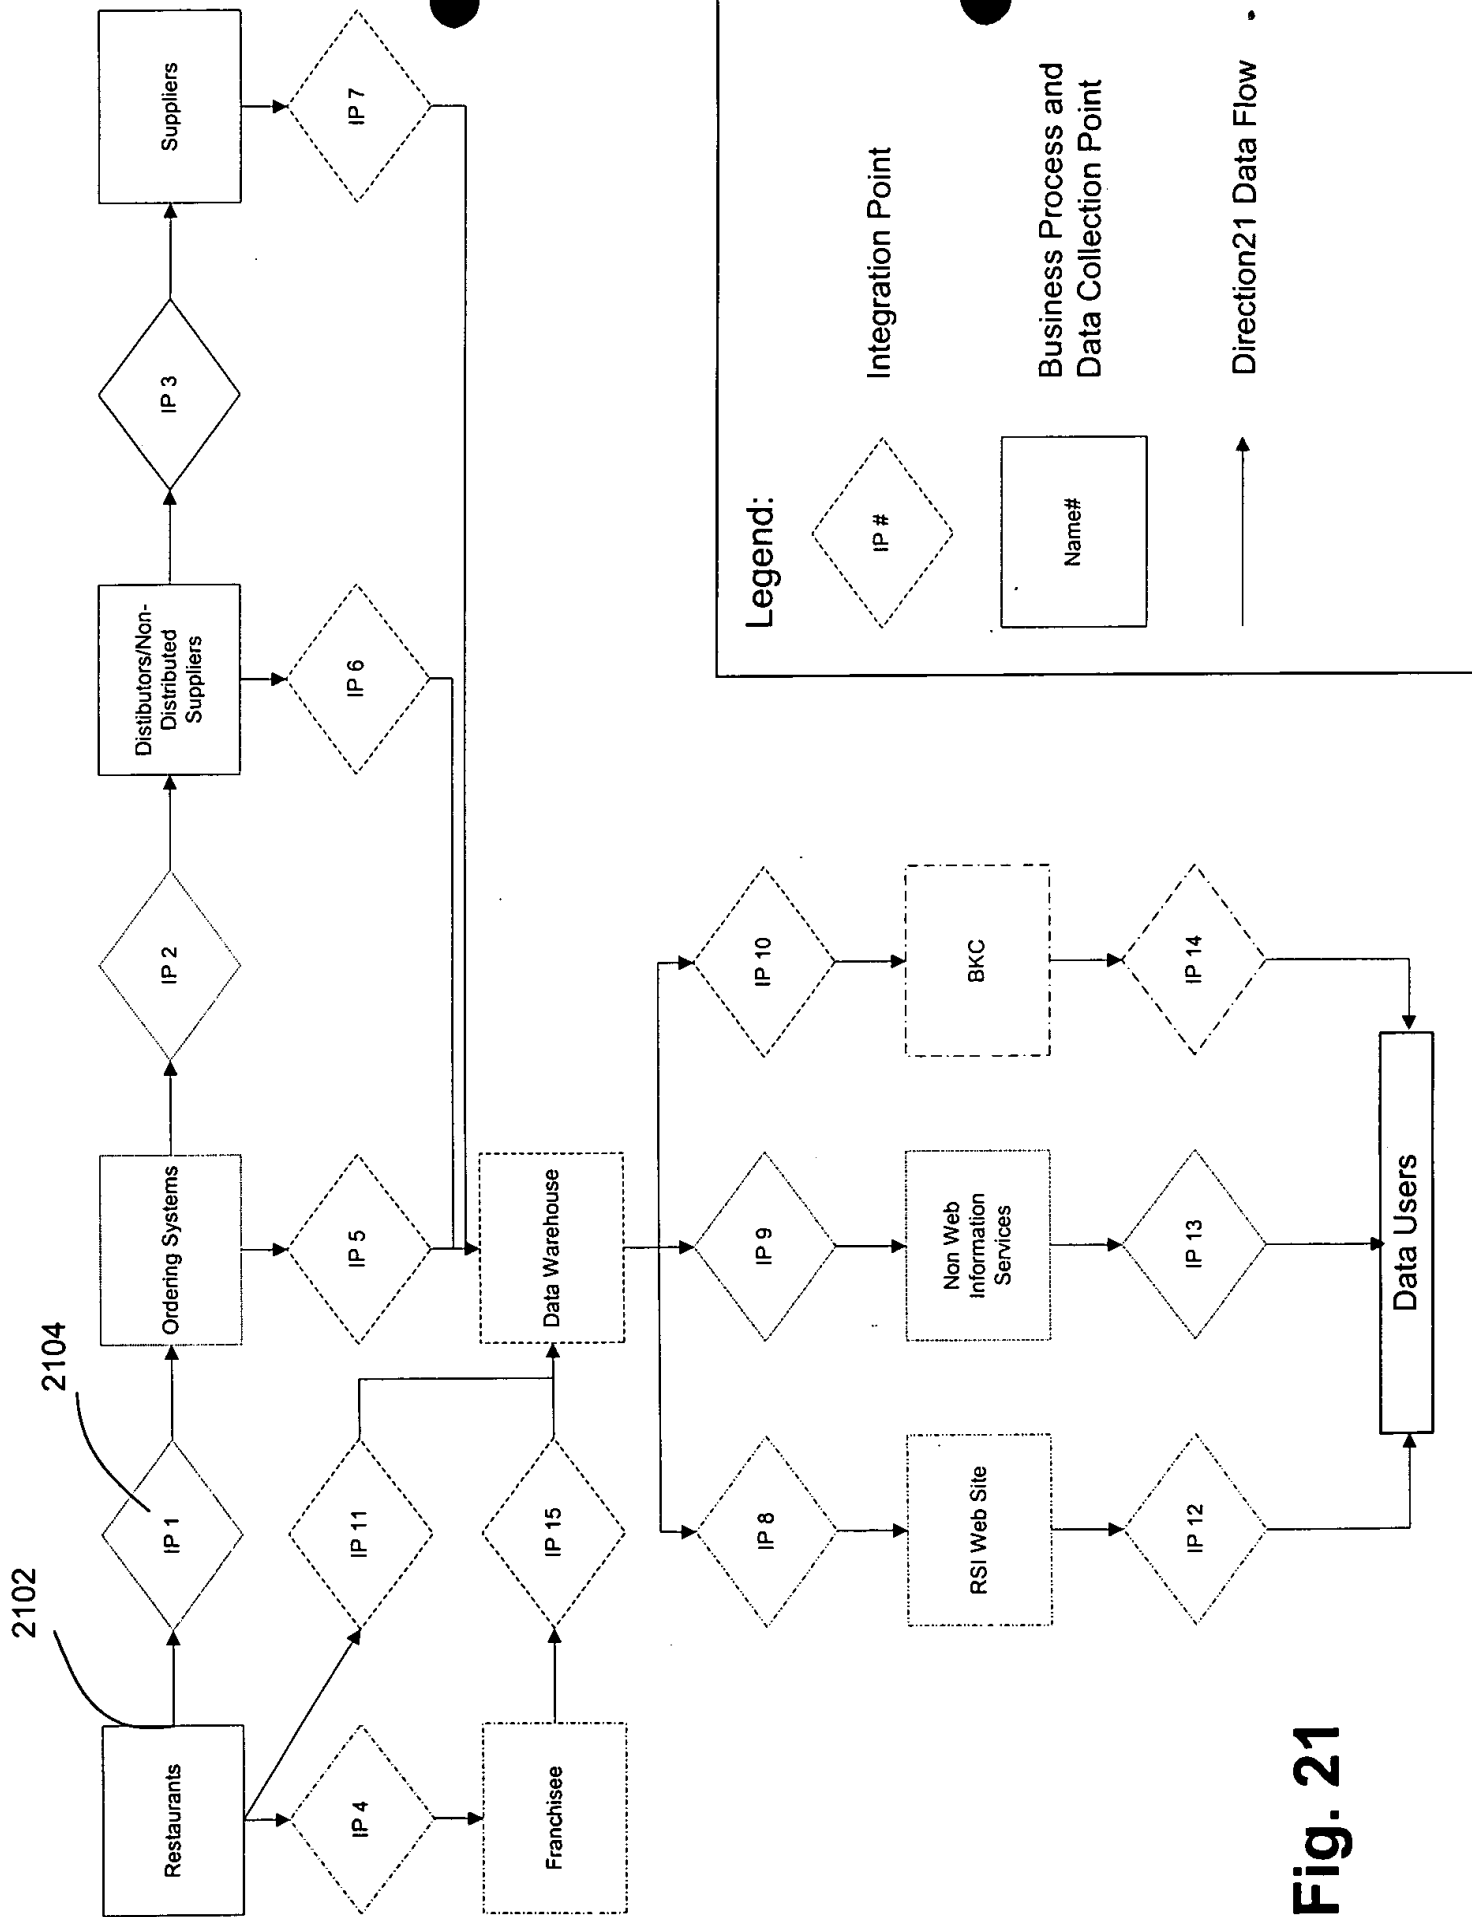 2102
2104
Restaurants
IP 1
Ordering Systems
IP 2
Distibutors/Non-
Distributed
Suppliers
IP 3
Suppliers
IP 4
IP 11
IP 5
IP 6
IP 7
Franchisee
IP 15
Data Warehouse
IP 8
IP 9
IP 10
RSI Web Site
Non Web
Information
Services
BKC
IP 12
IP 13
IP 14
Data Users
Legend:
IP #
Integration Point
Name#
Business Process and
Data Collection Point
Direction21 Data Flow
Fig. 21